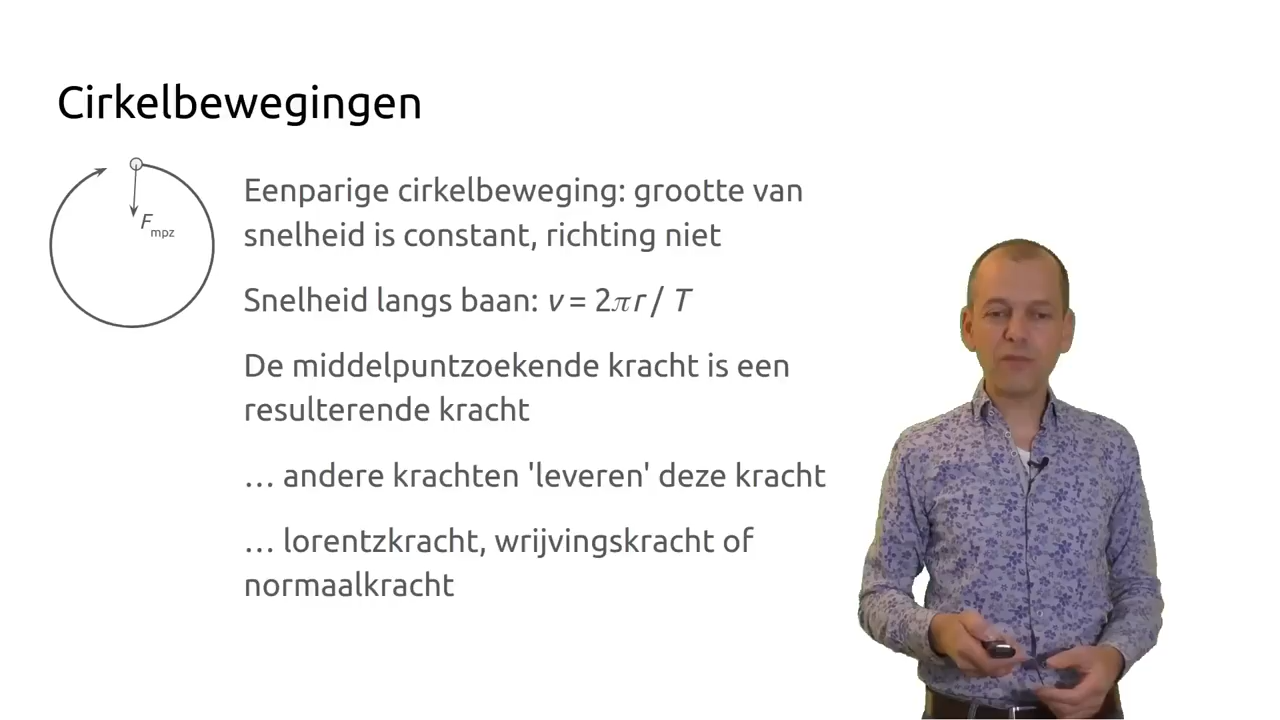 Cirkelbewegingen
F mpz
Eenparige cirkelbeweging: grootte van
snelheid is constant, richting niet
Snelheid langs baan: v = 2πr / T
De middelpuntzoekende kracht is een
resulterende kracht
… andere krachten 'leveren' deze kracht
… lorentzkracht, wrijvingskracht of
normaalkracht